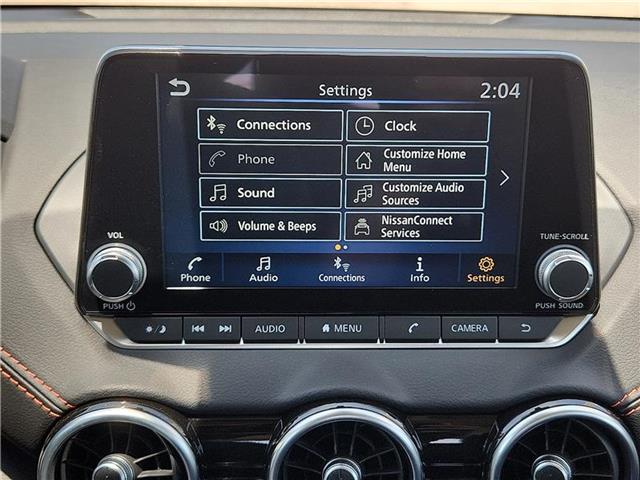 Settings
2:04
Connections
Clock
Phone
Customize Home
Menu
Sound
Customize Audio
Sources
Volume & Beeps
NissanConnect
Services
Phone
Audio
Connections
Info
Settings
VOL
PUSH
TUNE·SCROLL
PUSH SOUND
AUDIO
MENU
CAMERA